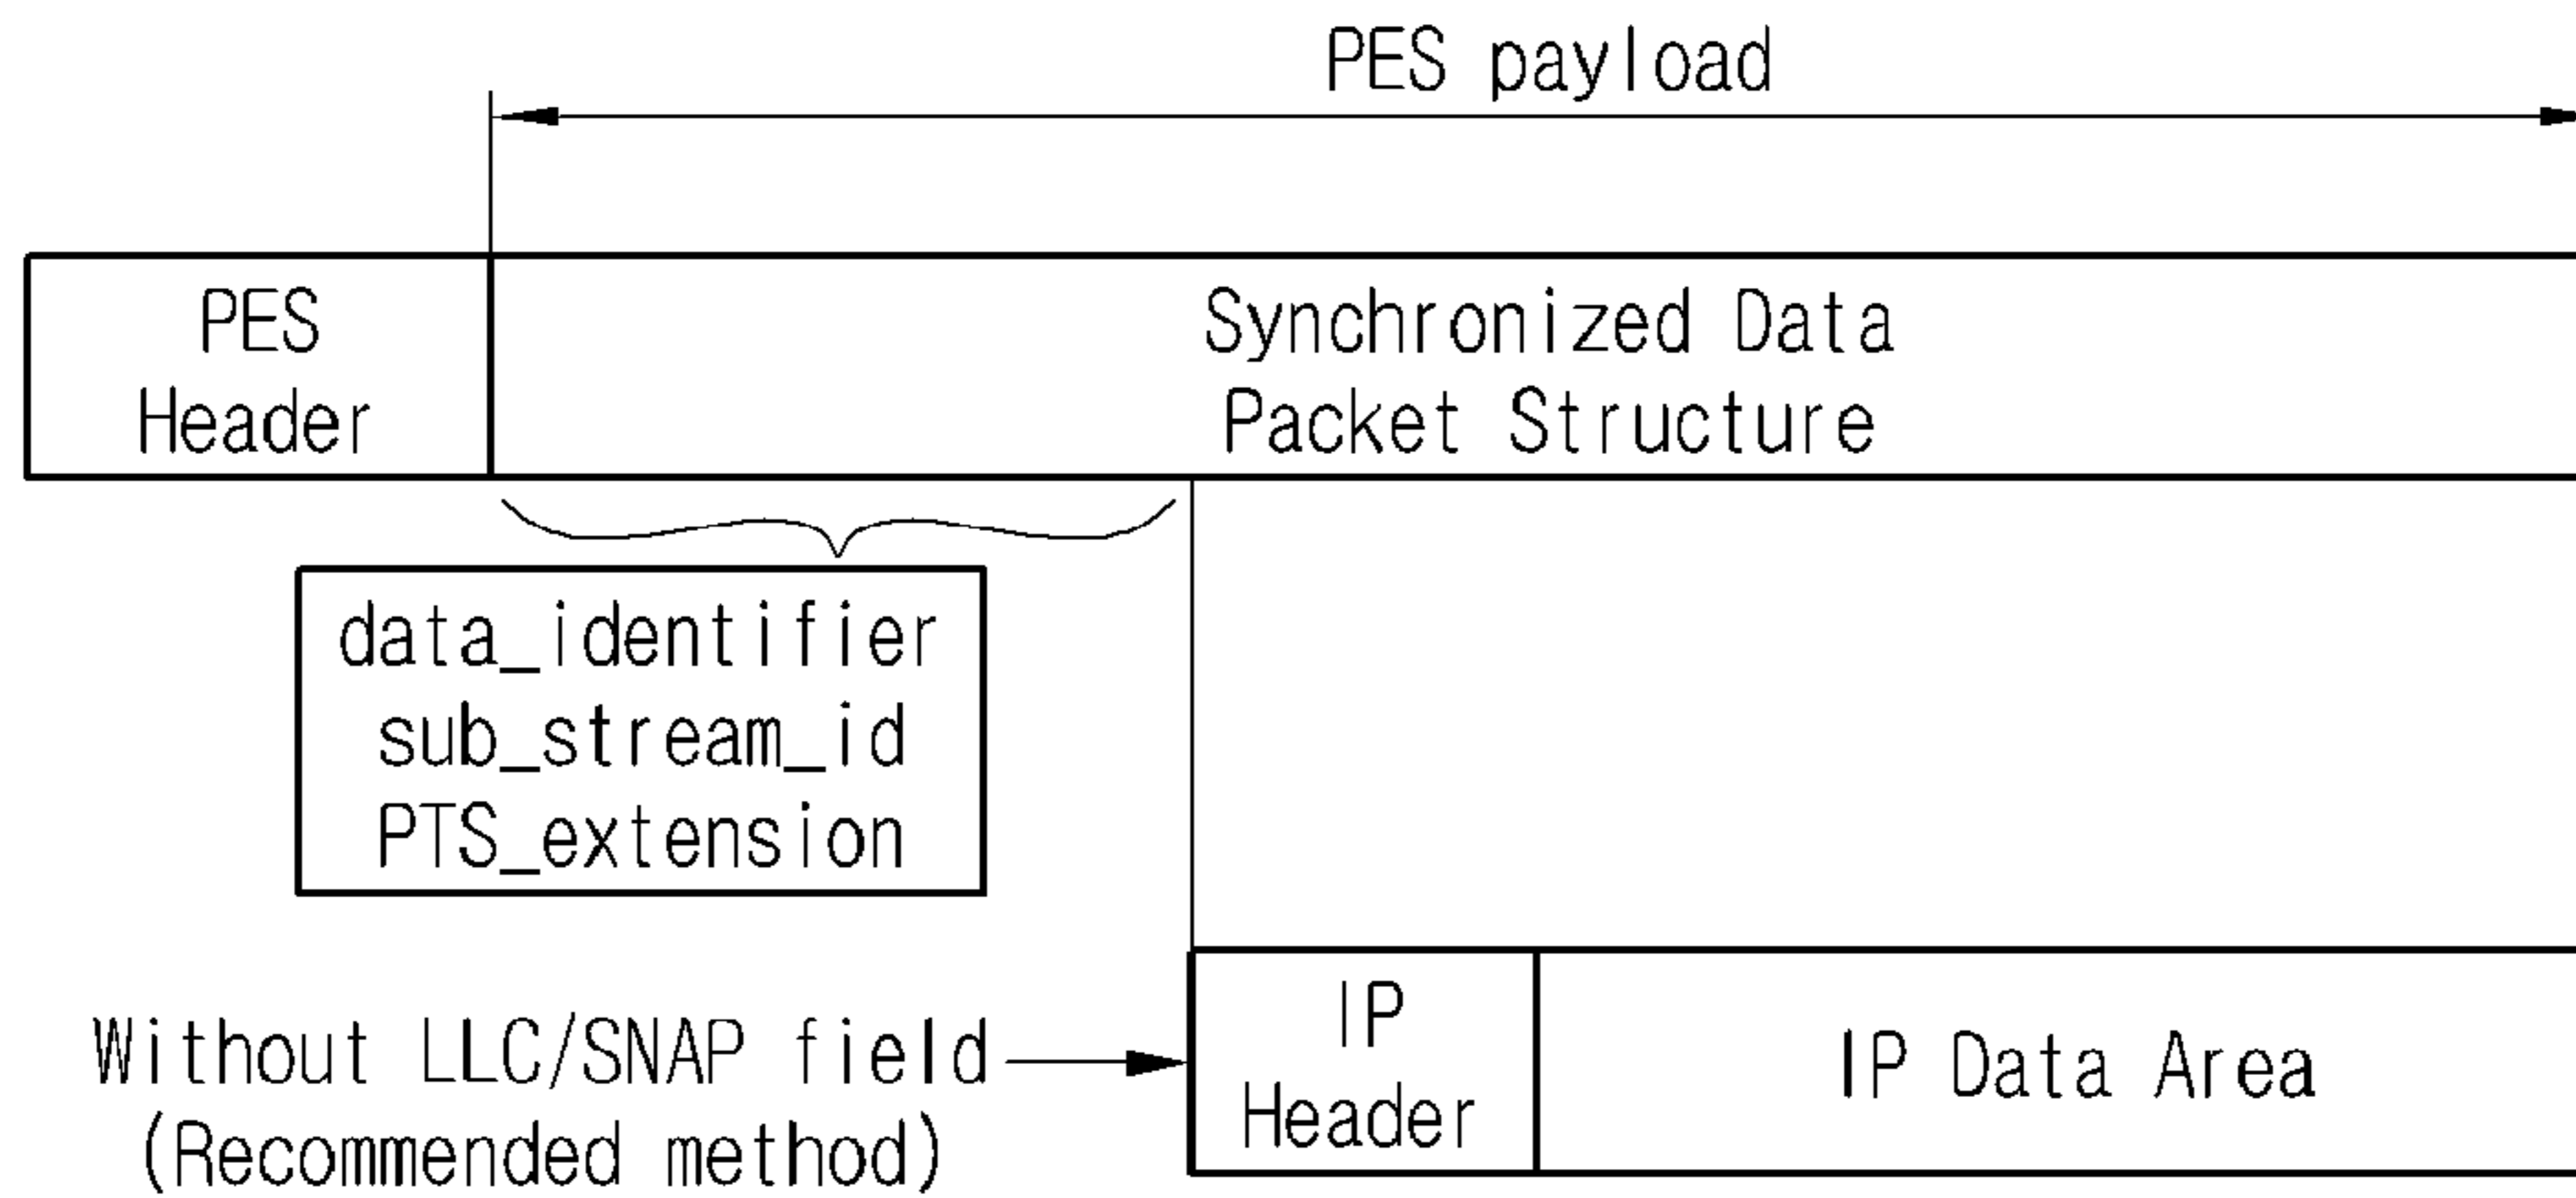 PES payload
PES
Header
Synchronized Data
Packet Structure
data_identifier
sub_stream_id
PTS_extension
Without LLC/SNAP field
(Recommended method)
IP
Header
IP Data Area